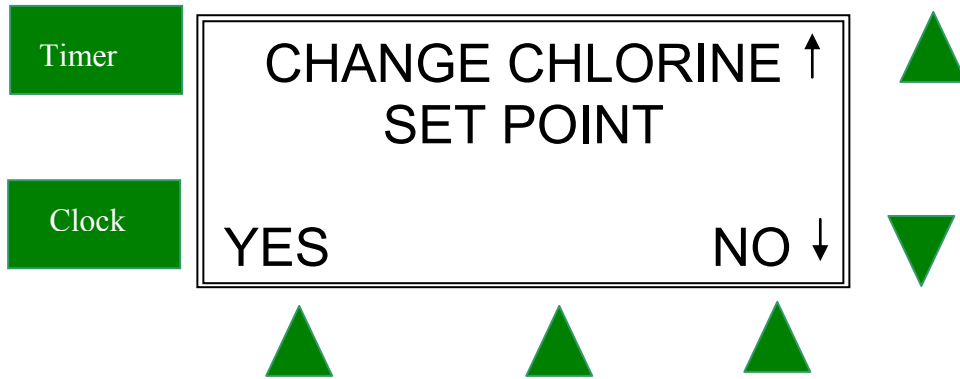 Timer
CHANGE CHLORINE ↑
SET POINT
Clock
YES NO ↓